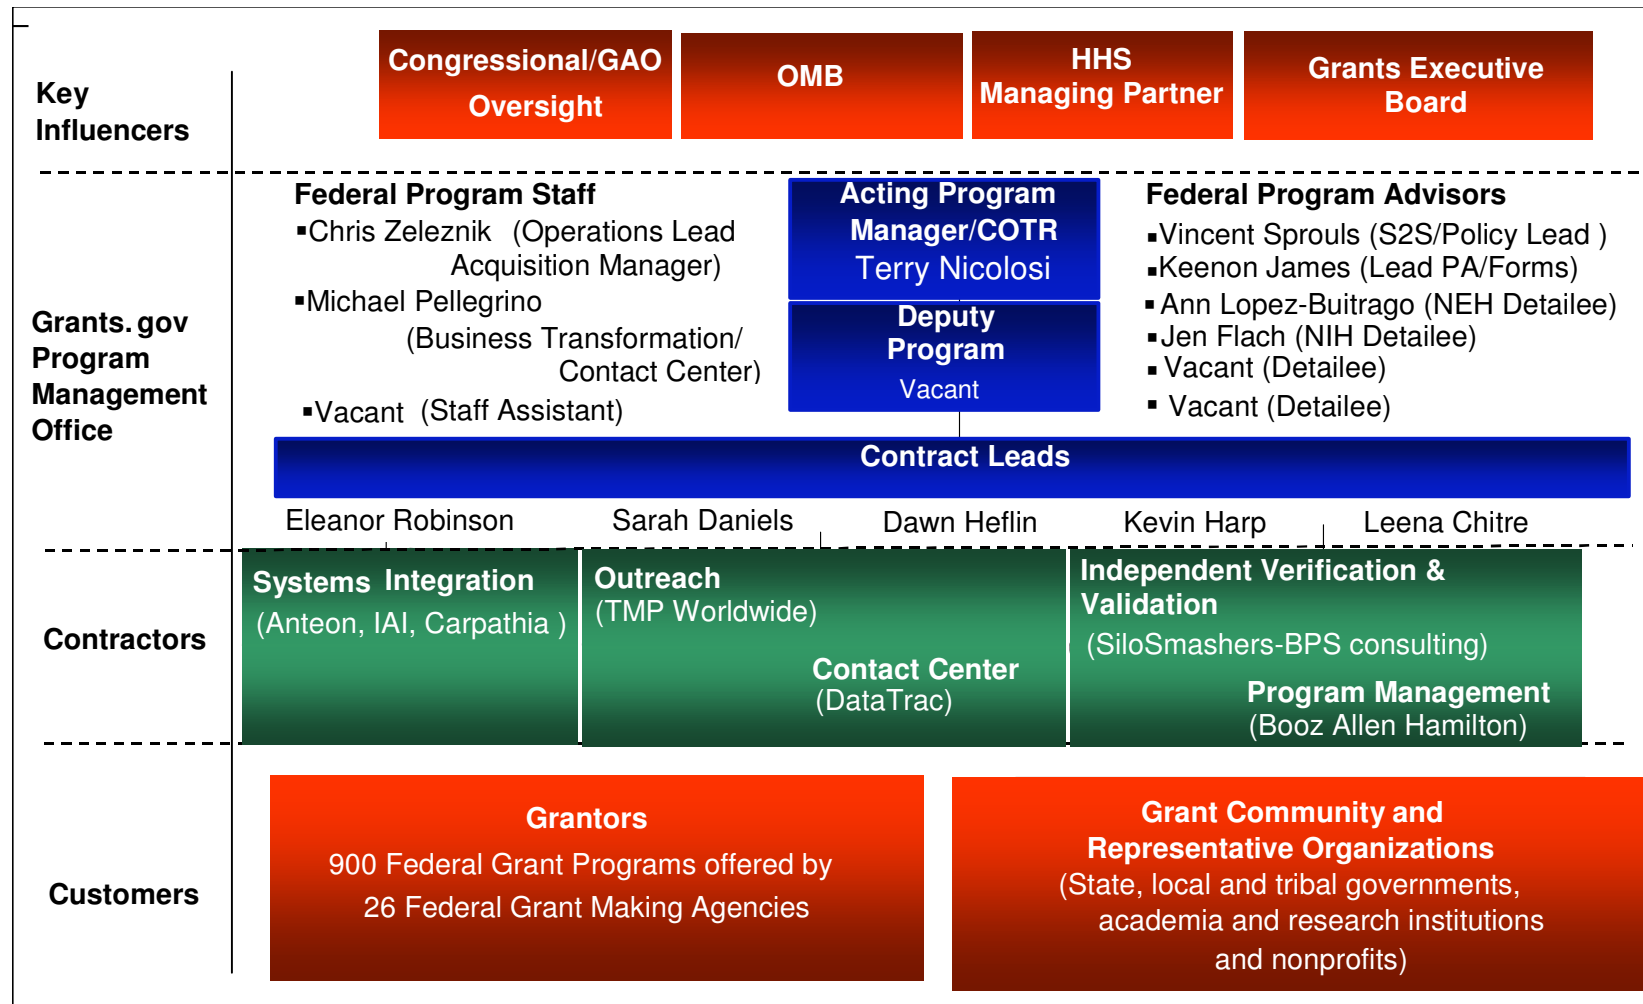 Key
Influencers
Congressional/GAO
Oversight
OMB
HHS
Managing Partner
Grants Executive
Board
Grants.gov
Program
Management
Office
Federal Program Staff
▪Chris Zeleznik (Operations Lead
Acquisition Manager)
▪Michael Pellegrino
(Business Transformation/
Contact Center)
▪Vacant (Staff Assistant)
Acting Program
Manager/COTR
Terry Nicolosi
Deputy
Program
Vacant
Federal Program Advisors
▪Vincent Sprouls (S2S/Policy Lead )
▪Keenon James (Lead PA/Forms)
▪Ann Lopez-Buitrago (NEH Detailee)
▪Jen Flach (NIH Detailee)
▪Vacant (Detailee)
▪Vacant (Detailee)
Contract Leads
Eleanor Robinson
Sarah Daniels
Dawn Heflin
Kevin Harp
Leena Chitre
Contractors
Systems Integration
(Anteon, IAI, Carpathia )
Outreach
(TMP Worldwide)
Contact Center
(DataTrac)
Independent Verification &
Validation
(SiloSmashers-BPS consulting)
Program Management
(Booz Allen Hamilton)
Customers
Grantors
900 Federal Grant Programs offered by
26 Federal Grant Making Agencies
Grant Community and
Representative Organizations
(State, local and tribal governments,
academia and research institutions
and nonprofits)